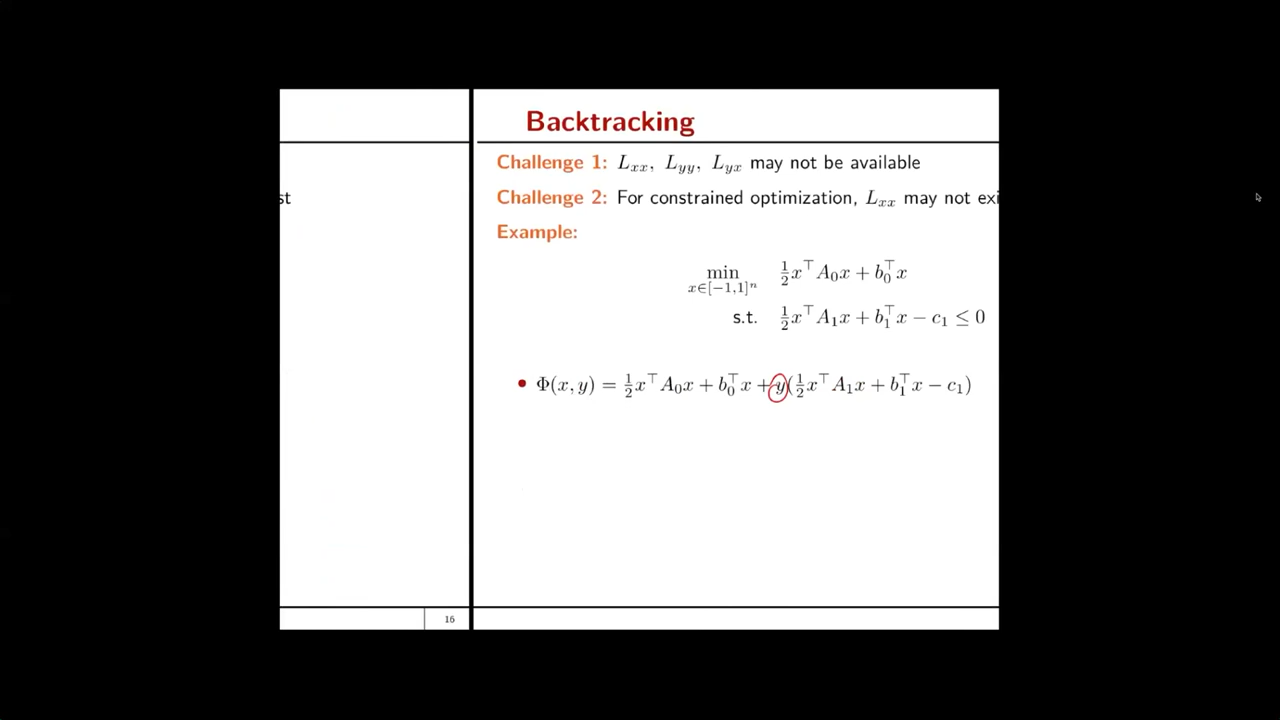 st
16
Backtracking
Challenge 1: L_{xx}, L_{yy}, L_{yx} may not be available
Challenge 2: For constrained optimization, L_{xx} may not exi
Example:
min_{x∈[−1,1]^n} ½x^⊤A_0x + b_0^⊤x
s.t. ½x^⊤A_1x + b_1^⊤x − c_1 ≤ 0
• Φ(x, y) = ½x^⊤A_0x + b_0^⊤x + y(½x^⊤A_1x + b_1^⊤x − c_1)